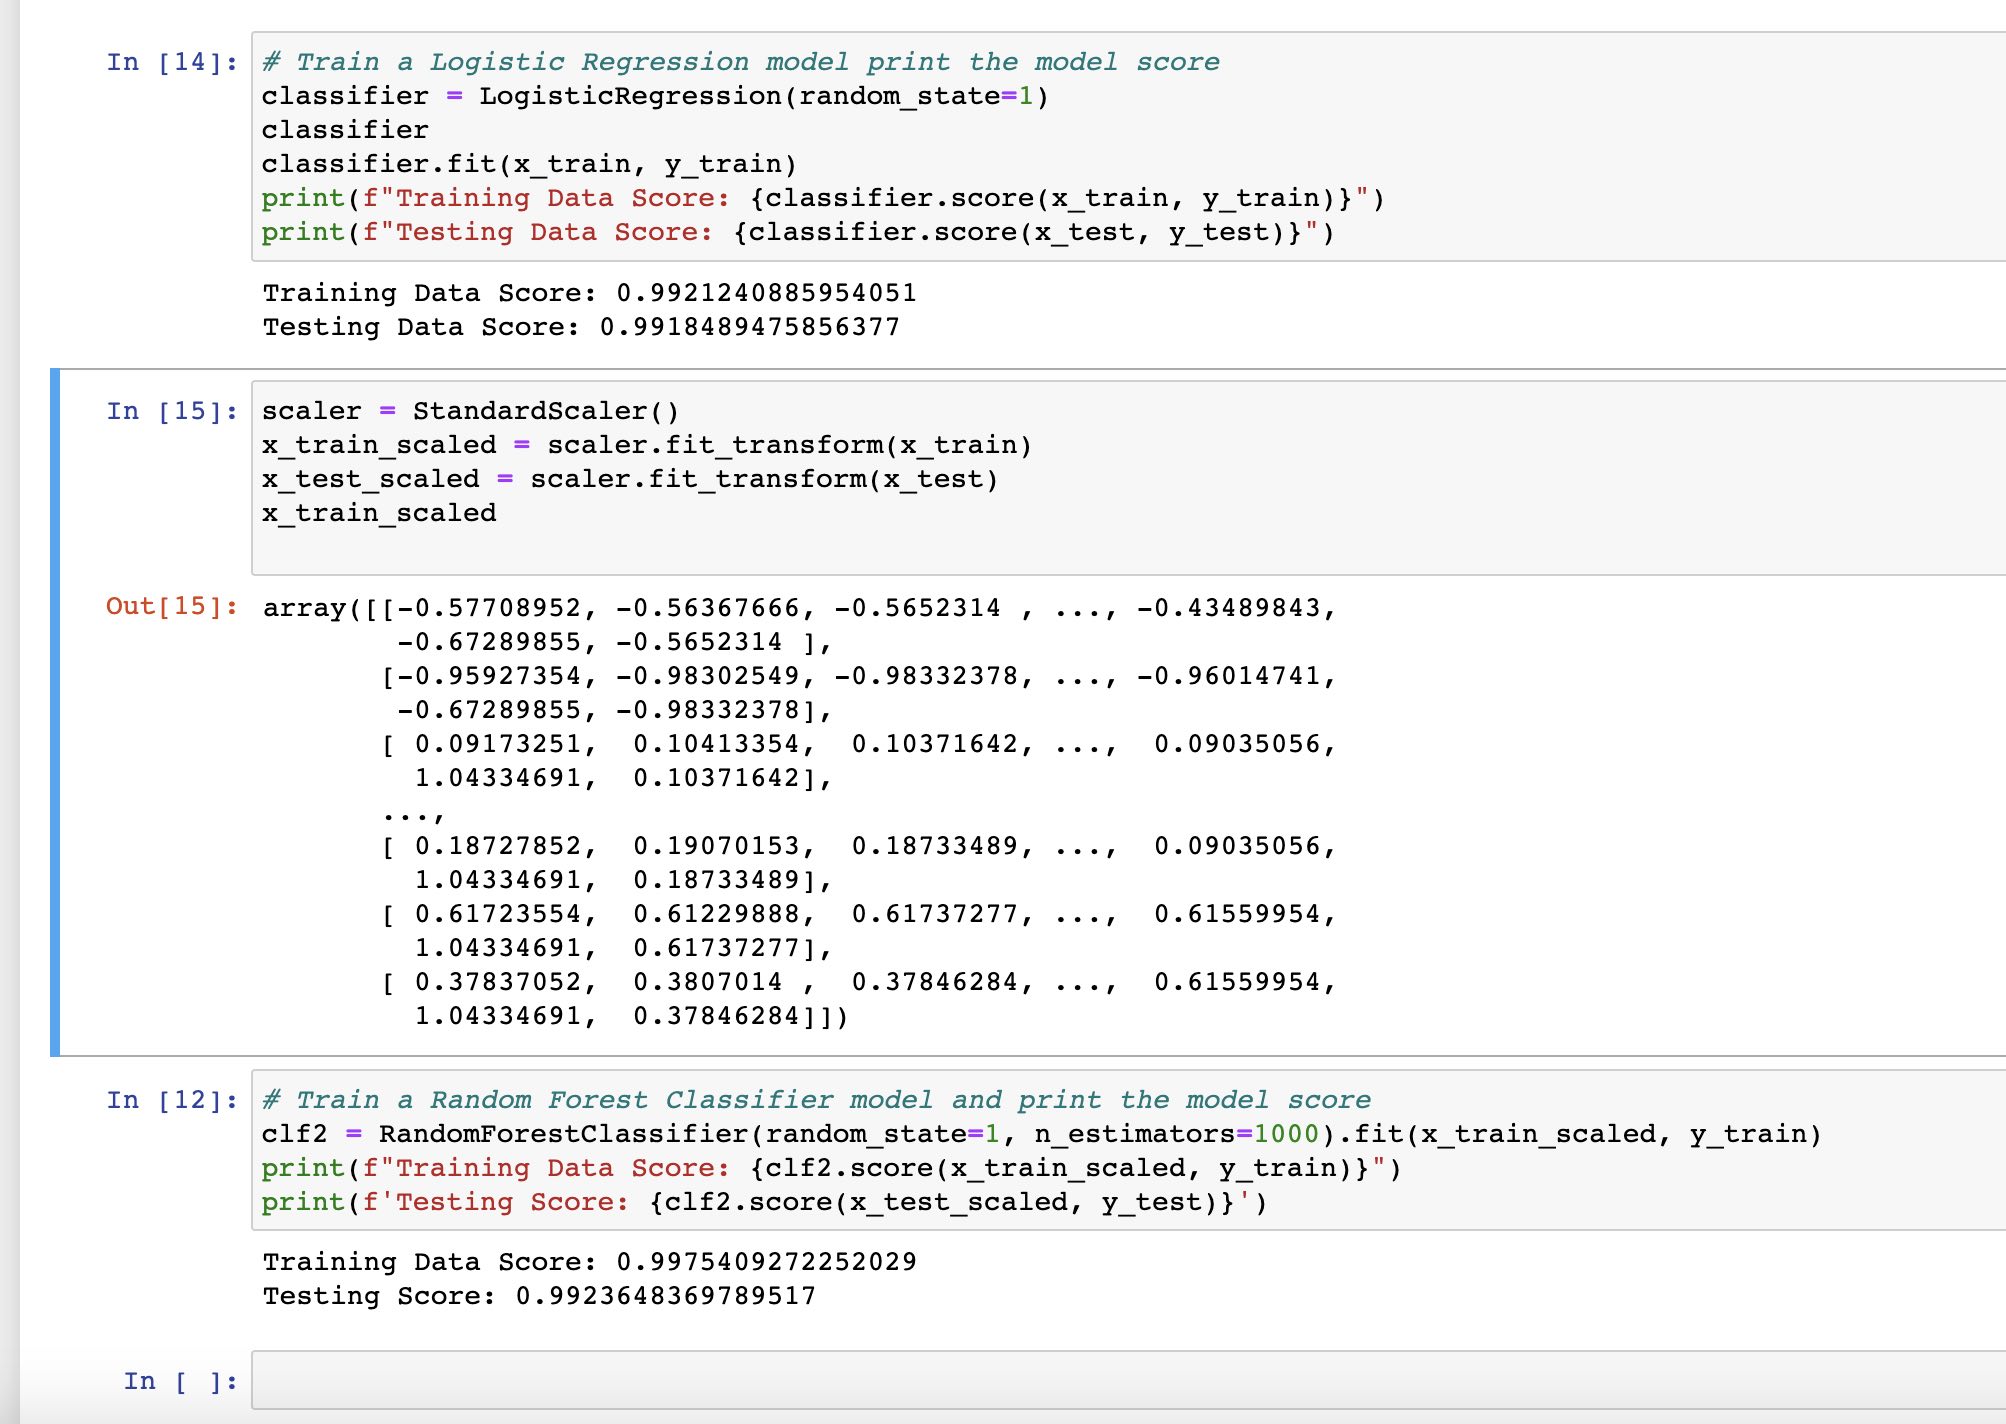 In [14]: # Train a Logistic Regression model print the model score
classifier = LogisticRegression(random_state=1)
classifier
classifier.fit(x_train, y_train)
print(f"Training Data Score: {classifier.score(x_train, y_train)}")
print(f"Testing Data Score: {classifier.score(x_test, y_test)}")
Training Data Score: 0.9921240885954051
Testing Data Score: 0.9918489475856377
In [15]: scaler = StandardScaler()
x_train_scaled = scaler.fit_transform(x_train)
x_test_scaled = scaler.fit_transform(x_test)
x_train_scaled
Out[15]: array([[-0.57708952, -0.56367666, -0.5652314 , ..., -0.43489843,
-0.67289855, -0.5652314 ],
[-0.95927354, -0.98302549, -0.98332378, ..., -0.96014741,
-0.67289855, -0.98332378],
[ 0.09173251,  0.10413354,  0.10371642, ...,  0.09035056,
1.04334691,  0.10371642],
...,
[ 0.18727852,  0.19070153,  0.18733489, ...,  0.09035056,
1.04334691,  0.18733489],
[ 0.61723554,  0.61229888,  0.61737277, ...,  0.61559954,
1.04334691,  0.61737277],
[ 0.37837052,  0.3807014 ,  0.37846284, ...,  0.61559954,
1.04334691,  0.37846284]])
In [12]: # Train a Random Forest Classifier model and print the model score
clf2 = RandomForestClassifier(random_state=1, n_estimators=1000).fit(x_train_scaled, y_train)
print(f"Training Data Score: {clf2.score(x_train_scaled, y_train)}")
print(f'Testing Score: {clf2.score(x_test_scaled, y_test)}')
Training Data Score: 0.9975409272252029
Testing Score: 0.9923648369789517
In [ ]: